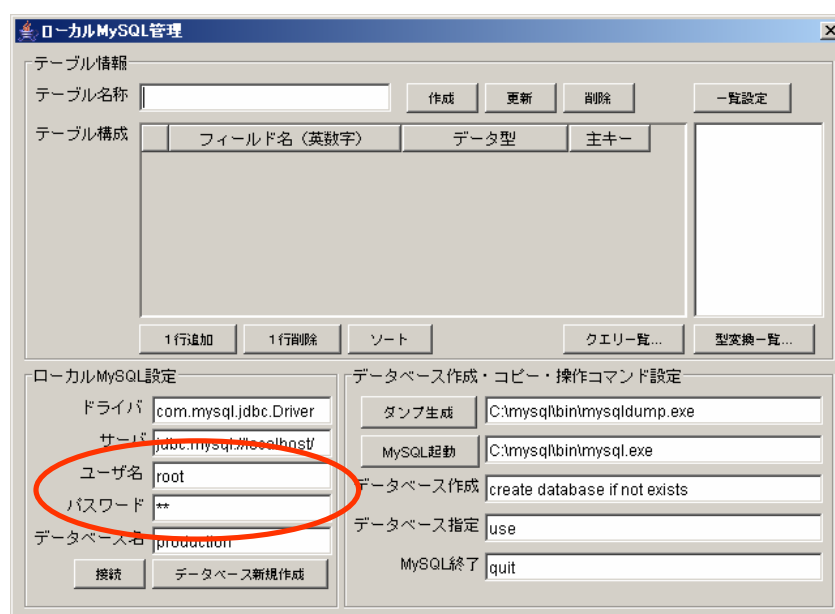 ローカルMySQL管理
テーブル情報
テーブル名称 作成 更新 削除 一覧設定
テーブル構成 フィールド名（英数字） データ型 主キー
1行追加 1行削除 ソート クエリ一覧... 型変換一覧...
ローカルMySQL設定
ドライバ com.mysql.jdbc.Driver
サーバ jdbc:mysql://localhost/
ユーザ名 root
パスワード **
データベース名 production
接続 データベース新規作成
データベース作成・コピー・操作コマンド設定
ダンプ生成 C:\mysql\bin\mysqldump.exe
MySQL起動 C:\mysql\bin\mysql.exe
データベース作成 create database if not exists
データベース指定 use
MySQL終了 quit